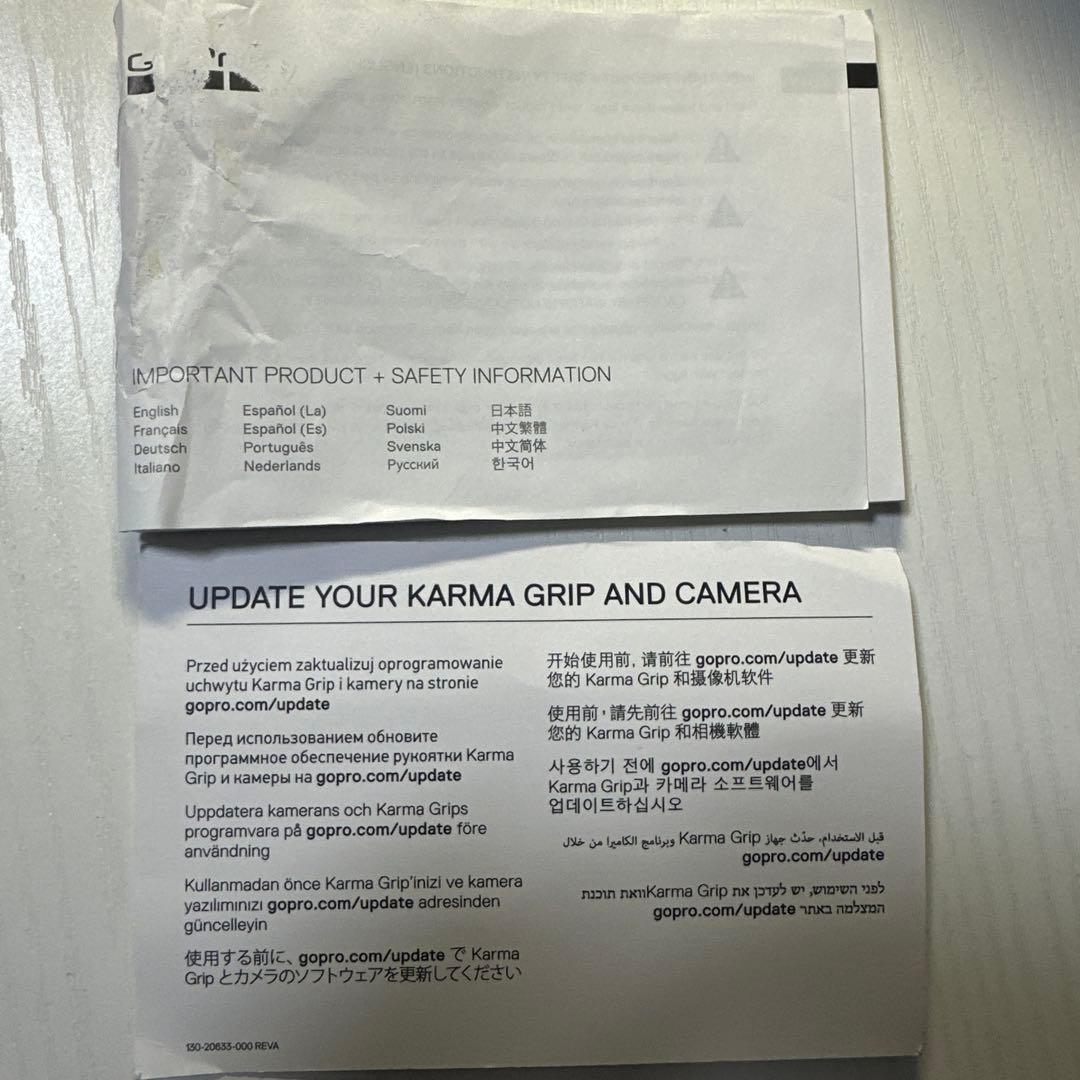 IMPORTANT PRODUCT + SAFETY INFORMATION
English
Français
Deutsch
Italiano
Español (La)
Español (Es)
Português
Nederlands
Suomi
Polski
Svenska
Русский
日本語
中文繁體
中文简体
한국어
UPDATE YOUR KARMA GRIP AND CAMERA
Przed użyciem zaktualizuj oprogramowanie
uchwytu Karma Grip i kamery na stronie
gopro.com/update
Перед использованием обновите
программное обеспечение рукоятки Karma
Grip и камеры на gopro.com/update
Uppdatera kamerans och Karma Grips
programvara på gopro.com/update före
användning
Kullanmadan önce Karma Grip'inizi ve kamera
yazılımınızı gopro.com/update adresinden
güncelleyin
使用する前に、gopro.com/update で Karma
Grip とカメラのソフトウェアを更新してください
开始使用前, 请前往 gopro.com/update 更新
您的 Karma Grip 和摄像机软件
使用前，請先前往 gopro.com/update 更新
您的 Karma Grip 和相機軟體
사용하기 전에 gopro.com/update에서
Karma Grip과 카메라 소프트웨어를
업데이트하십시오
قبل الاستخدام، حدّث جهاز Karma Grip وبرنامج الكاميرا من خلال
gopro.com/update
לפני השימוש, יש לעדכן את Karma Gripוואת תוכנת
המצלמה באתר gopro.com/update
130-20633-000 REVA